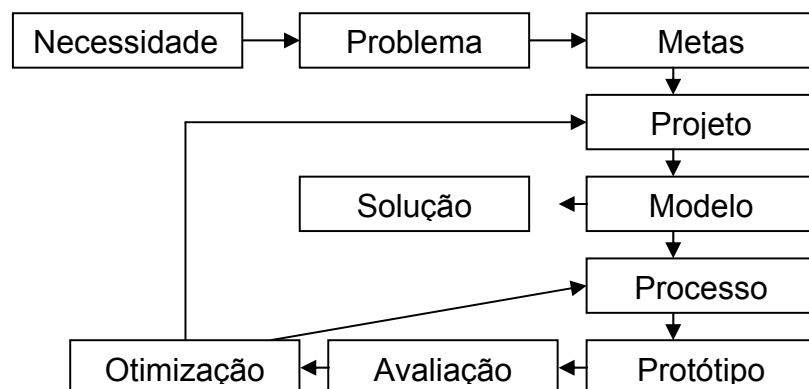 Necessidade
Problema
Metas
Projeto
Solução
Modelo
Processo
Otimização
Avaliação
Protótipo